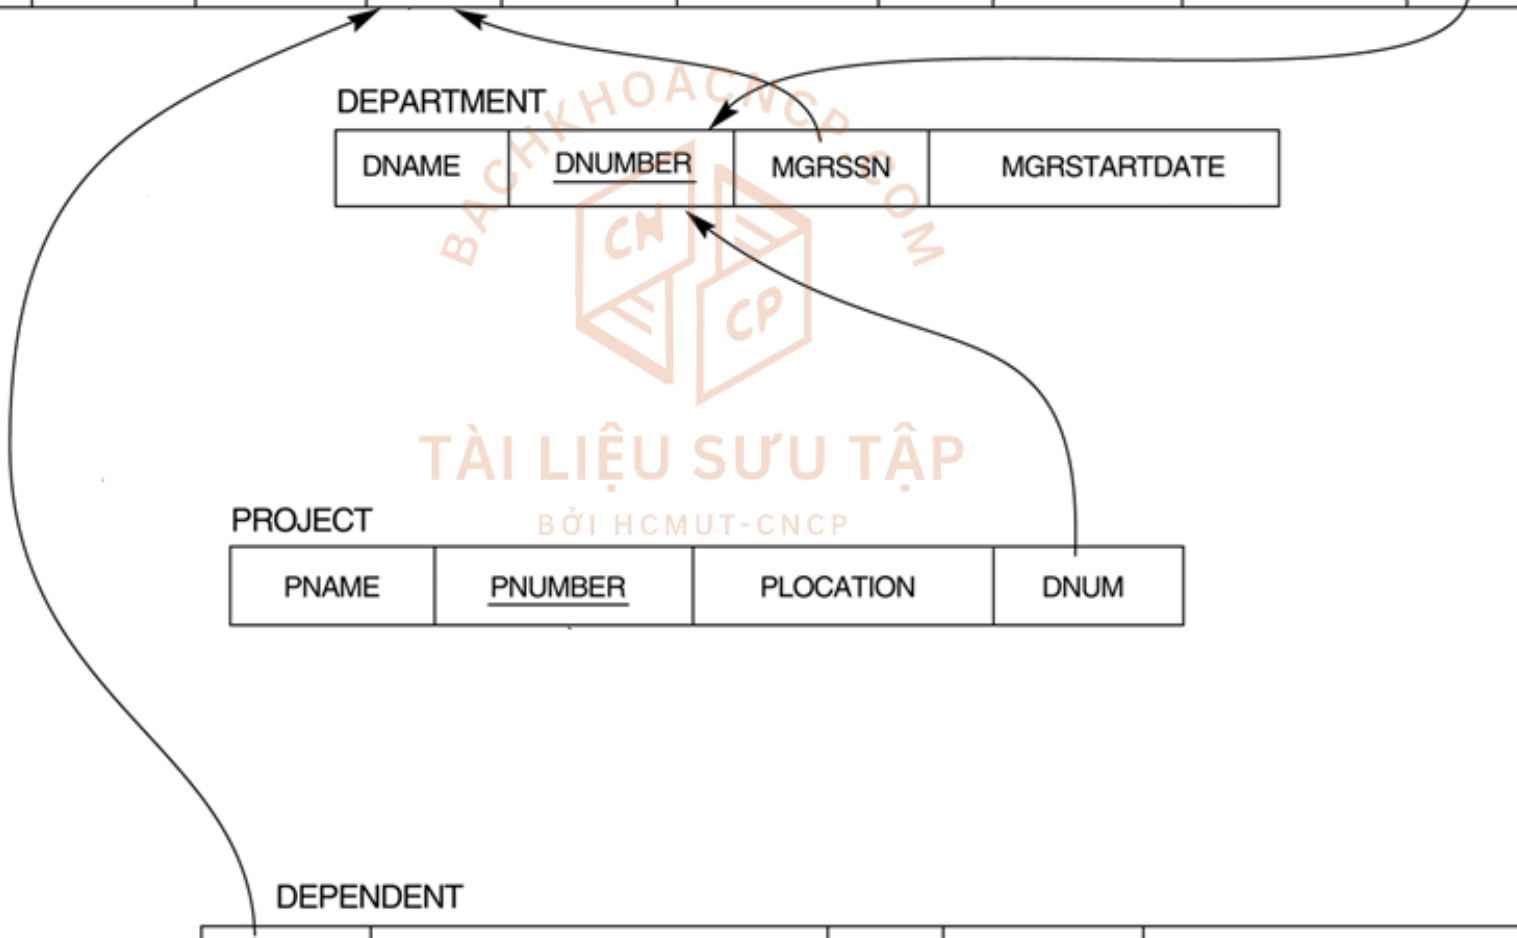 DEPARTMENT
DNAME DNUMBER MGRSSN MGRSTARTDATE
BACHKHOACNCP.COM
CN
CP
TÀI LIỆU SƯU TẬP
BỞI HCMUT-CNCP
PROJECT
PNAME PNUMBER PLOCATION DNUM
DEPENDENT